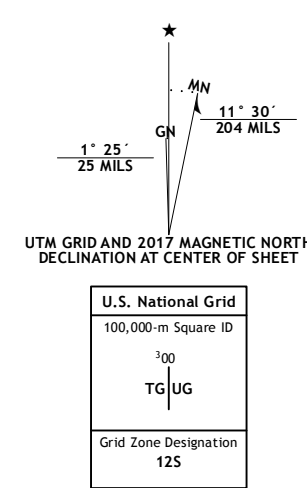 ★
MN
GN
11° 30´
204 MILS
1° 25´
25 MILS
UTM GRID AND 2017 MAGNETIC NORTH
DECLINATION AT CENTER OF SHEET
U.S. National Grid
100,000-m Square ID
³00
TG UG
Grid Zone Designation
12S